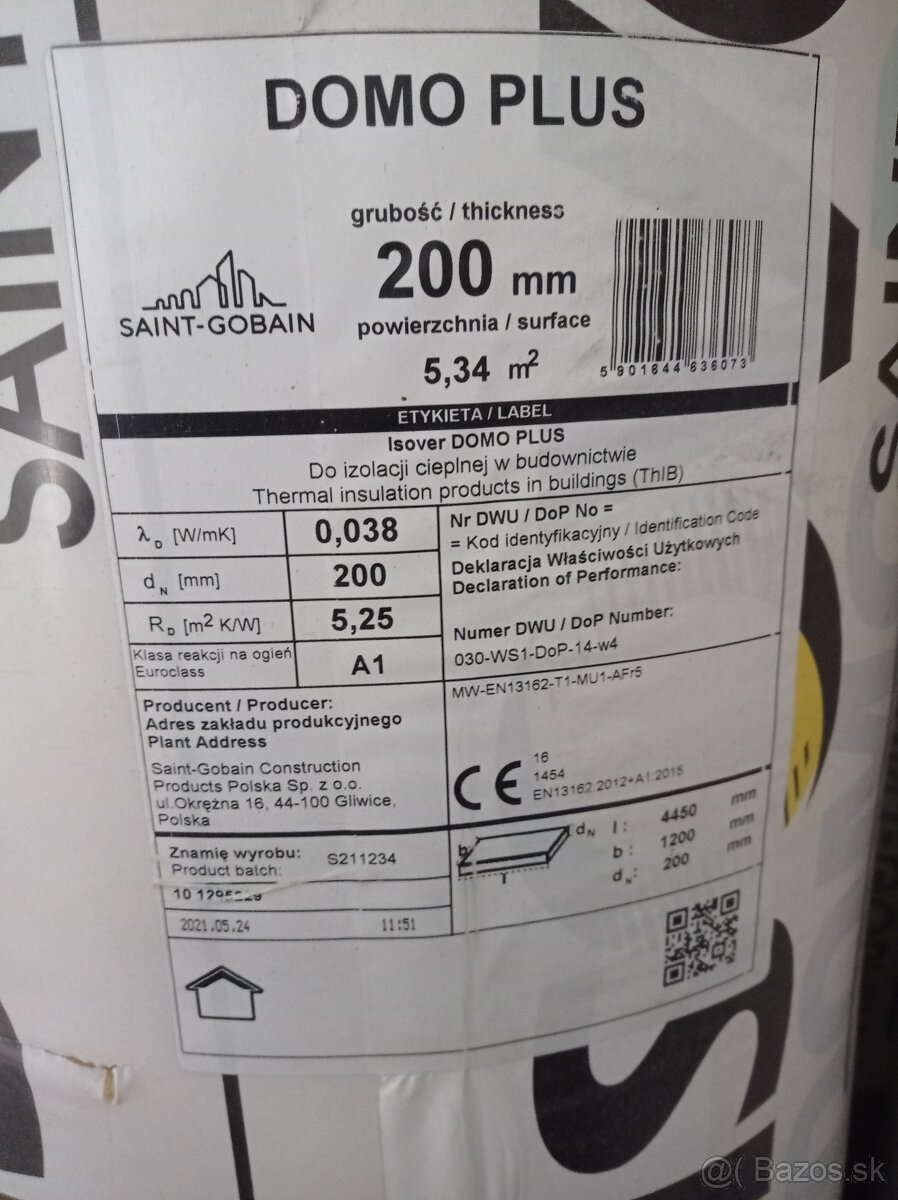 DOMO PLUS
grubość / thickness
200 mm
SAINT-GOBAIN
powierzchnia / surface
5,34 m²
5 901644 636073
ETYKIETA / LABEL
Isover DOMO PLUS
Do izolacji cieplnej w budownictwie
Thermal insulation products in buildings (ThIB)
λD [W/mK] 0,038
dN [mm] 200
RD [m² K/W] 5,25
Klasa reakcji na ogień
Euroclass
A1
Nr DWU / DoP No =
= Kod identyfikacyjny / Identification Code
Deklaracja Właściwości Użytkowych
Declaration of Performance:
Numer DWU / DoP Number:
030-WS1-DoP-14-w4
MW-EN13162-T1-MU1-AFr5
Producent / Producer:
Adres zakładu produkcyjnego
Plant Address
Saint-Gobain Construction
Products Polska Sp. z o.o.
ul.Okrężna 16, 44-100 Gliwice,
Polska
CE
16
1454
EN13162:2012+A1:2015
Znamię wyrobu:
Product batch:
S211234
10
2021.05.24 11:51
b
l
dN
l: 4450 mm
b: 1200 mm
dN: 200 mm
SAINT
SAINT
S
@( Bazos.sk